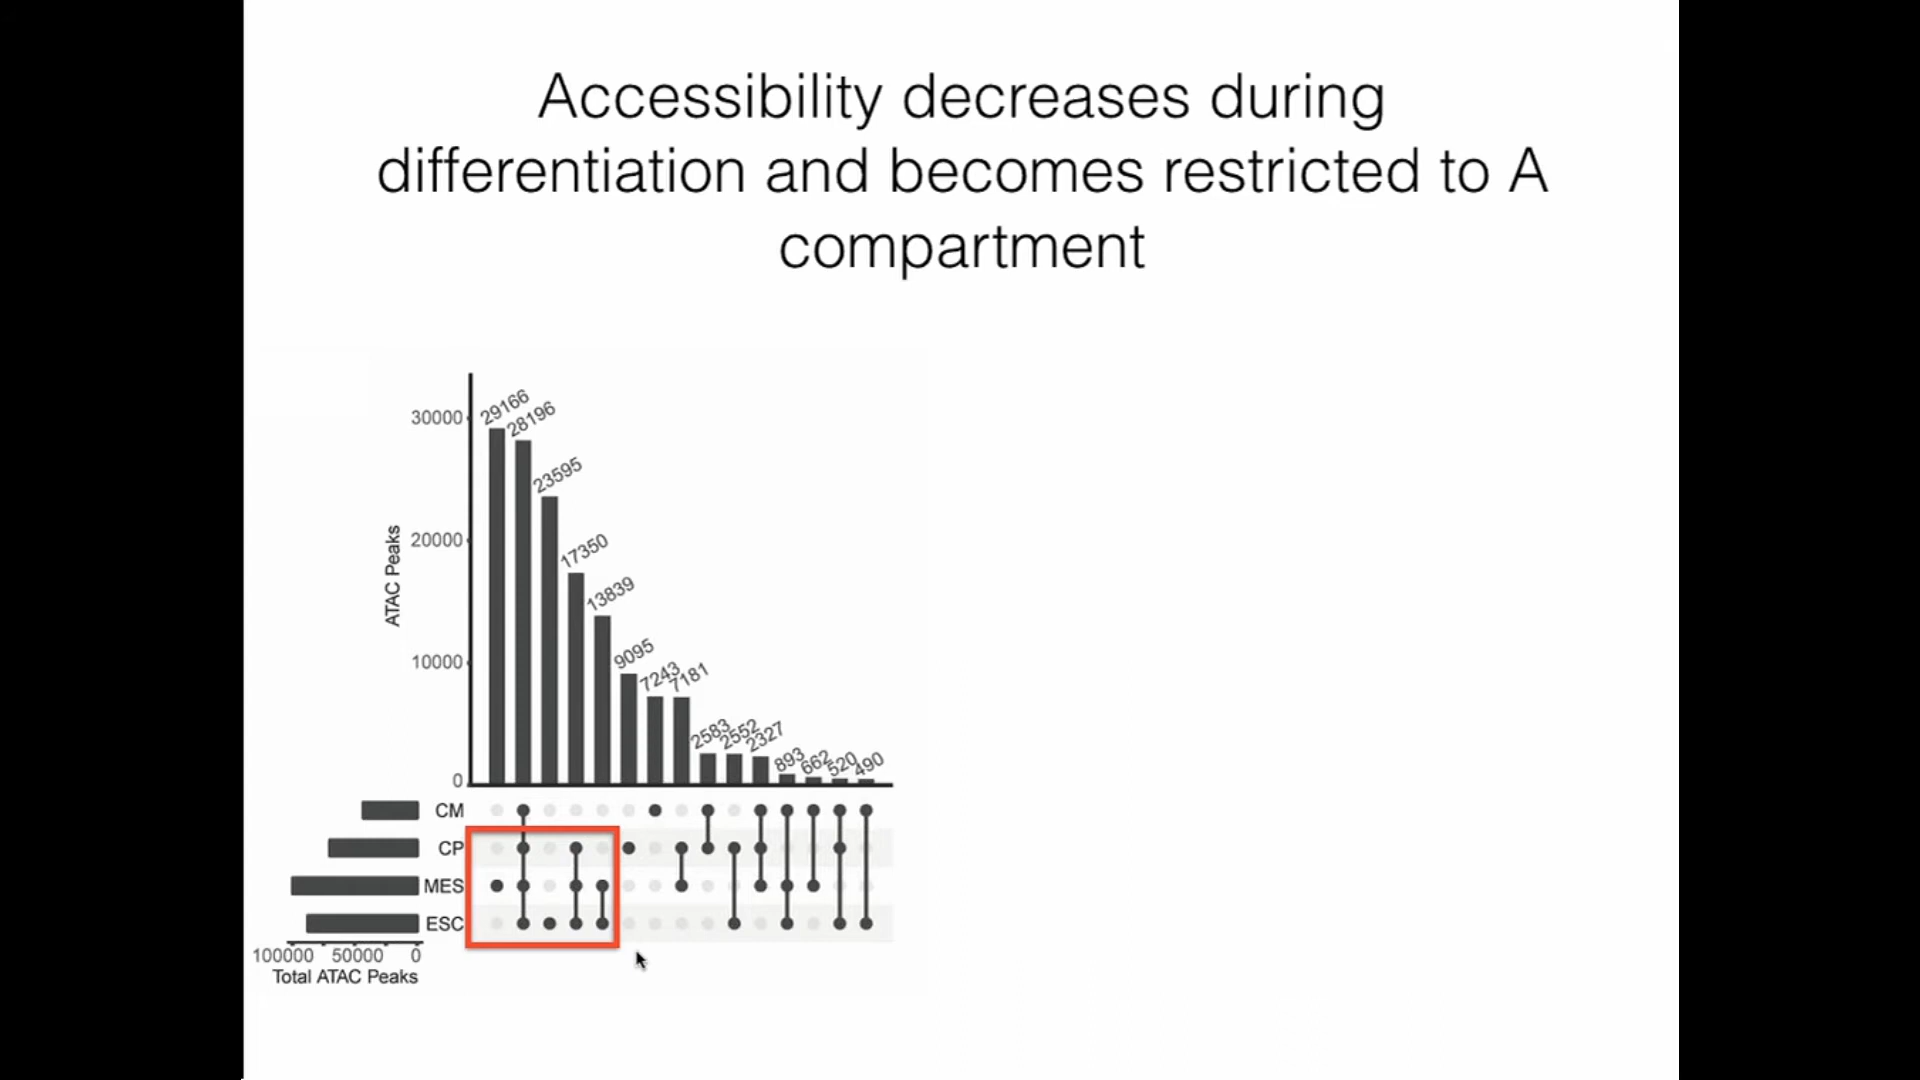 Accessibility decreases during
differentiation and becomes restricted to A
compartment
30000
20000
10000
0
ATAC Peaks
29166
28196
23595
17350
13839
9095
7243
7181
2583
2552
2327
893
662
520
490
CM
CP
MES
ESC
100000 50000 0
Total ATAC Peaks